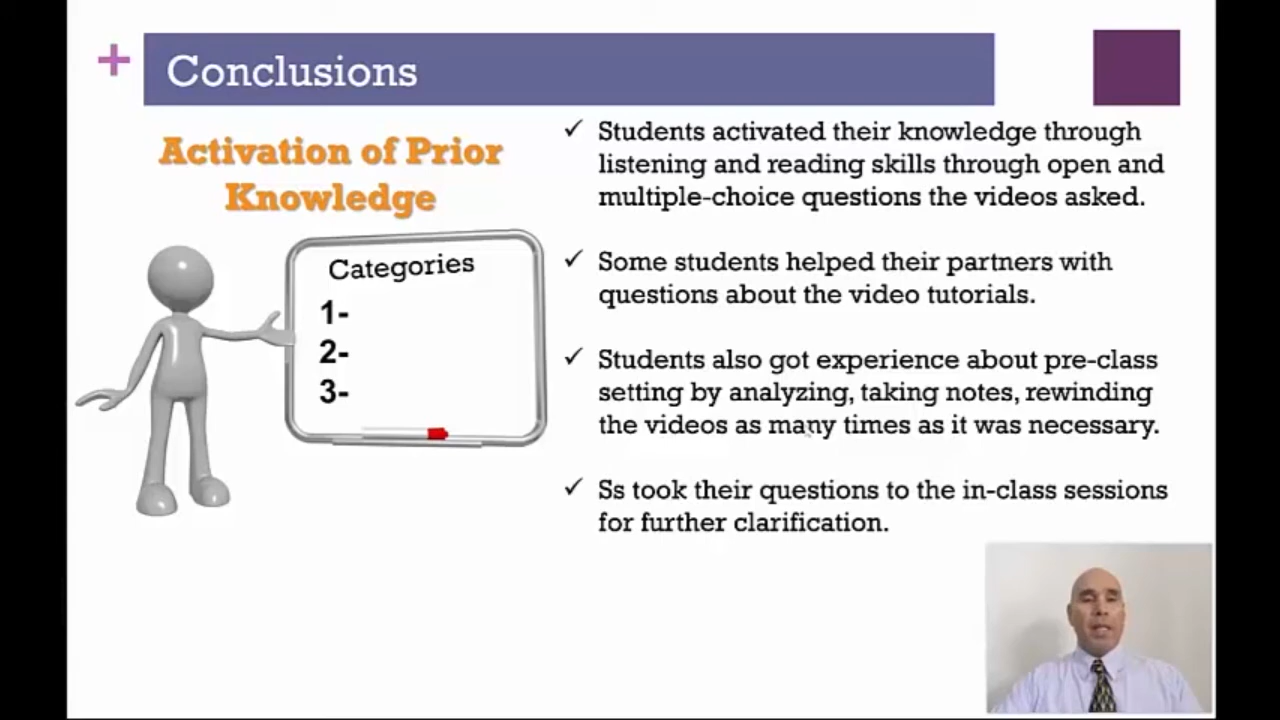 + Conclusions
Activation of Prior
Knowledge
Categories
1-
2-
3-
✓ Students activated their knowledge through
listening and reading skills through open and
multiple-choice questions the videos asked.
✓ Some students helped their partners with
questions about the video tutorials.
✓ Students also got experience about pre-class
setting by analyzing, taking notes, rewinding
the videos as many times as it was necessary.
✓ Ss took their questions to the in-class sessions
for further clarification.